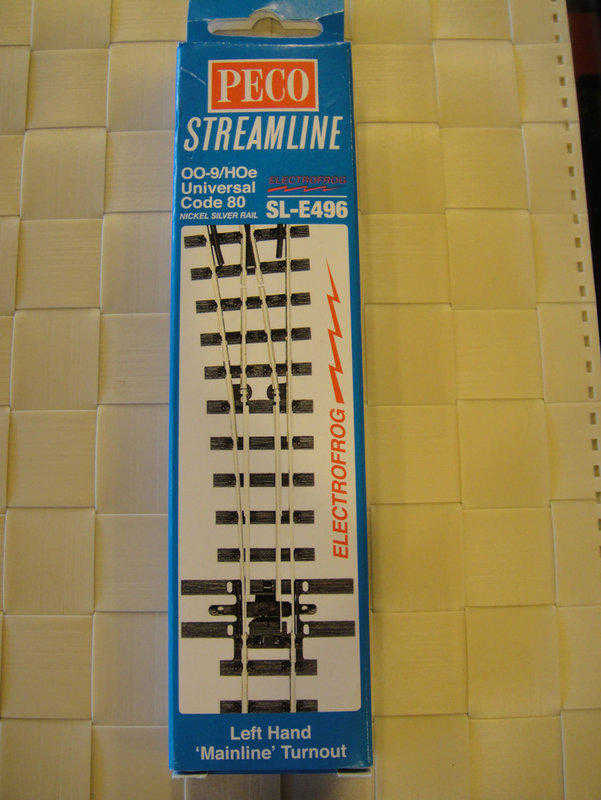 PECO
STREAMLINE
OO-9/HOe
Universal
Code 80
NICKEL SILVER RAIL
ELECTROFROG
SL-E496
ELECTROFROG
Left Hand
‘Mainline’ Turnout